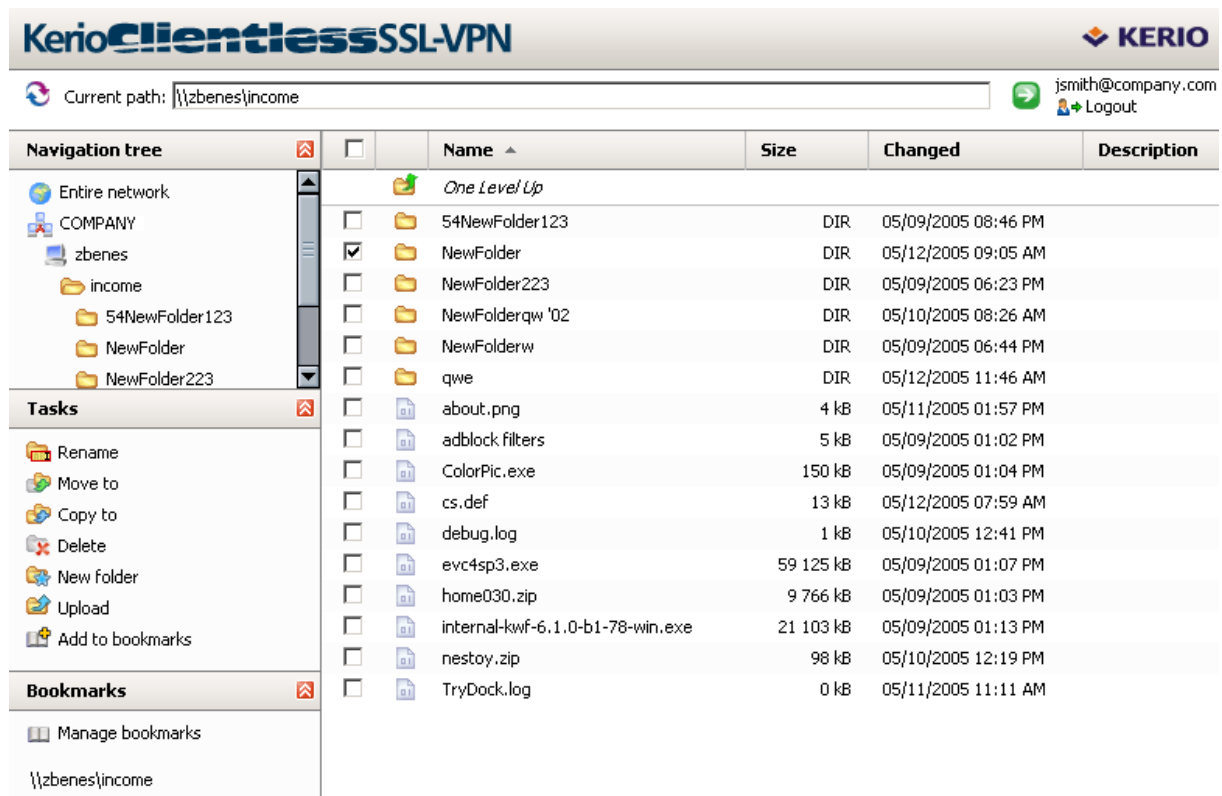 KerioClientlessSSL-VPN
KERIO
Current path: \\zbenes\income
jsmith@company.com
Logout
Navigation tree
Entire network
COMPANY
zbenes
income
54NewFolder123
NewFolder
NewFolder223
Tasks
Rename
Move to
Copy to
Delete
New folder
Upload
Add to bookmarks
Bookmarks
Manage bookmarks
\\zbenes\income
Name Size Changed Description
One Level Up
54NewFolder123 DIR 05/09/2005 08:46 PM
NewFolder DIR 05/12/2005 09:05 AM
NewFolder223 DIR 05/09/2005 06:23 PM
NewFolderqw '02 DIR 05/10/2005 08:26 AM
NewFolderw DIR 05/09/2005 06:44 PM
qwe DIR 05/12/2005 11:46 AM
about.png 4 kB 05/11/2005 01:57 PM
adblock filters 5 kB 05/09/2005 01:02 PM
ColorPic.exe 150 kB 05/09/2005 01:04 PM
cs.def 13 kB 05/12/2005 07:59 AM
debug.log 1 kB 05/10/2005 12:41 PM
evc4sp3.exe 59 125 kB 05/09/2005 01:07 PM
home030.zip 9 766 kB 05/09/2005 01:03 PM
internal-kwf-6.1.0-b1-78-win.exe 21 103 kB 05/09/2005 01:13 PM
nestoy.zip 98 kB 05/10/2005 12:19 PM
TryDock.log 0 kB 05/11/2005 11:11 AM